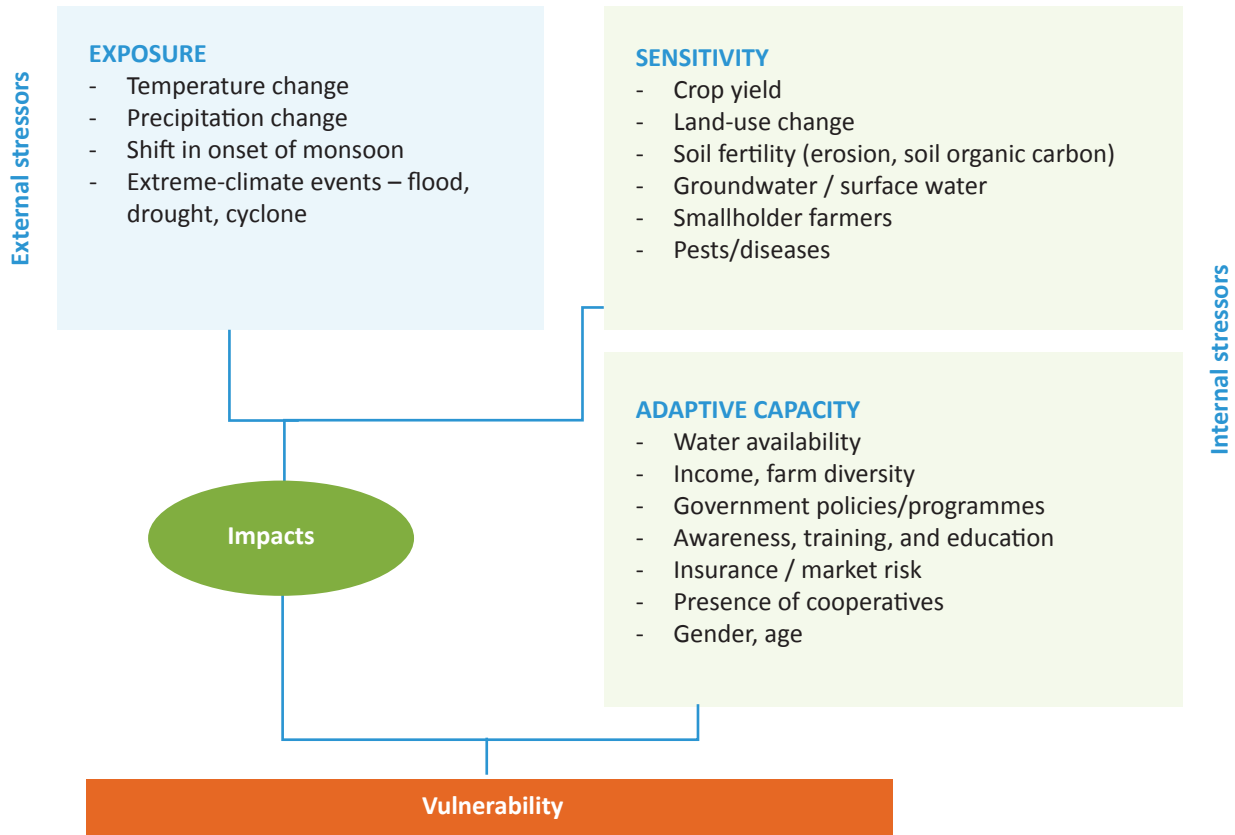 External stressors
EXPOSURE
- Temperature change
- Precipitation change
- Shift in onset of monsoon
- Extreme-climate events – flood,
drought, cyclone
SENSITIVITY
- Crop yield
- Land-use change
- Soil fertility (erosion, soil organic carbon)
- Groundwater / surface water
- Smallholder farmers
- Pests/diseases
Internal stressors
ADAPTIVE CAPACITY
- Water availability
- Income, farm diversity
- Government policies/programmes
- Awareness, training, and education
- Insurance / market risk
- Presence of cooperatives
- Gender, age
Impacts
Vulnerability